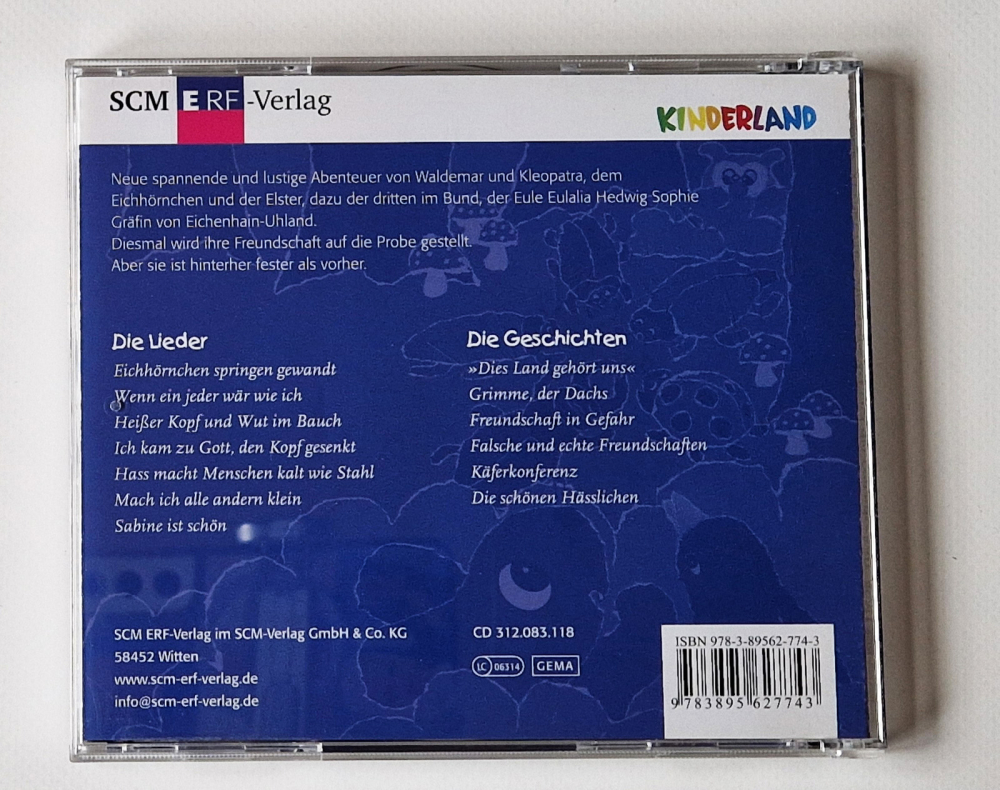 SCM ERF-Verlag
KINDERLAND
Neue spannende und lustige Abenteuer von Waldemar und Kleopatra, dem
Eichhörnchen und der Elster, dazu der dritten im Bund, der Eule Eulalia Hedwig Sophie
Gräfin von Eichenhain-Uhland.
Diesmal wird ihre Freundschaft auf die Probe gestellt.
Aber sie ist hinterher fester als vorher.
Die Lieder
Eichhörnchen springen gewandt
Wenn ein jeder wär wie ich
Heißer Kopf und Wut im Bauch
Ich kam zu Gott, den Kopf gesenkt
Hass macht Menschen kalt wie Stahl
Mach ich alle andern klein
Sabine ist schön
Die Geschichten
»Dies Land gehört uns«
Grimme, der Dachs
Freundschaft in Gefahr
Falsche und echte Freundschaften
Käferkonferenz
Die schönen Hässlichen
SCM ERF-Verlag im SCM-Verlag GmbH & Co. KG
58452 Witten
www.scm-erf-verlag.de
info@scm-erf-verlag.de
CD 312.083.118
LC 06314 GEMA
ISBN 978-3-89562-774-3
9 783895 627743